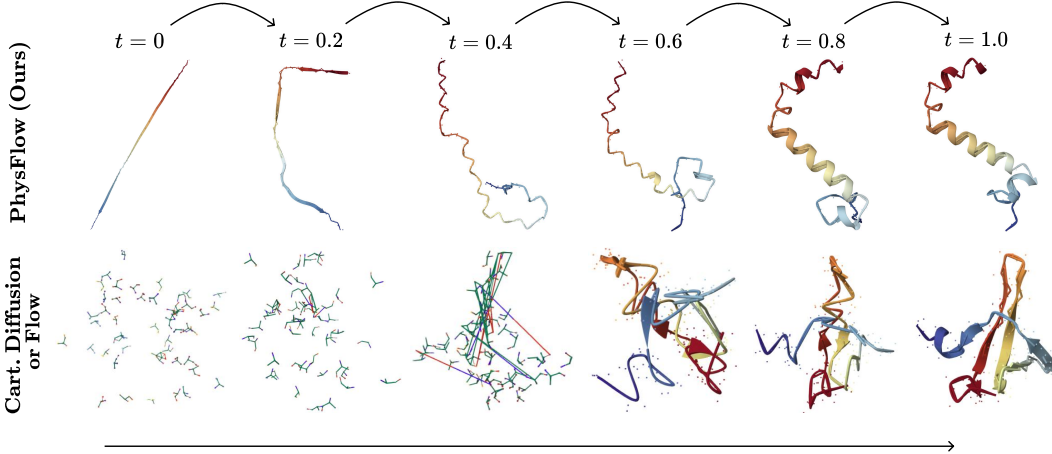 t = 0
t = 0.2
t = 0.4
t = 0.6
t = 0.8
t = 1.0
PhysFlow (Ours)
Cart. Diffusion
or Flow